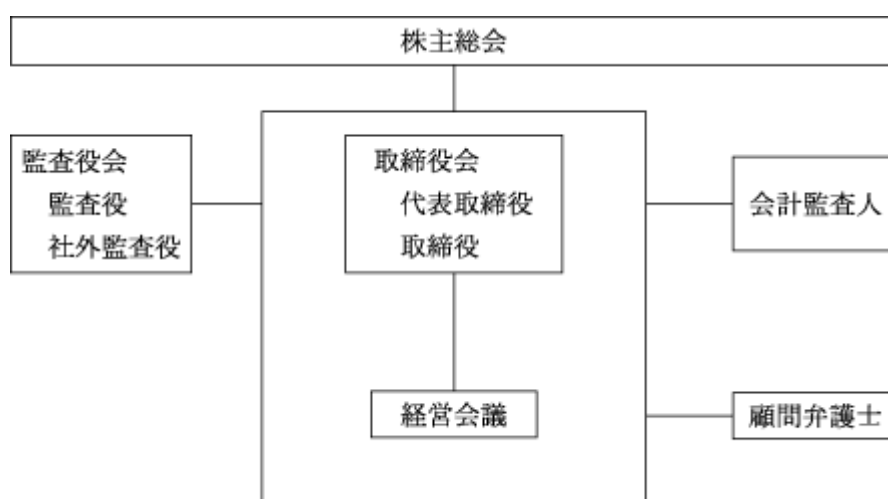 株主総会
監査役会
監査役
社外監査役
取締役会
代表取締役
取締役
会計監査人
経営会議
顧問弁護士